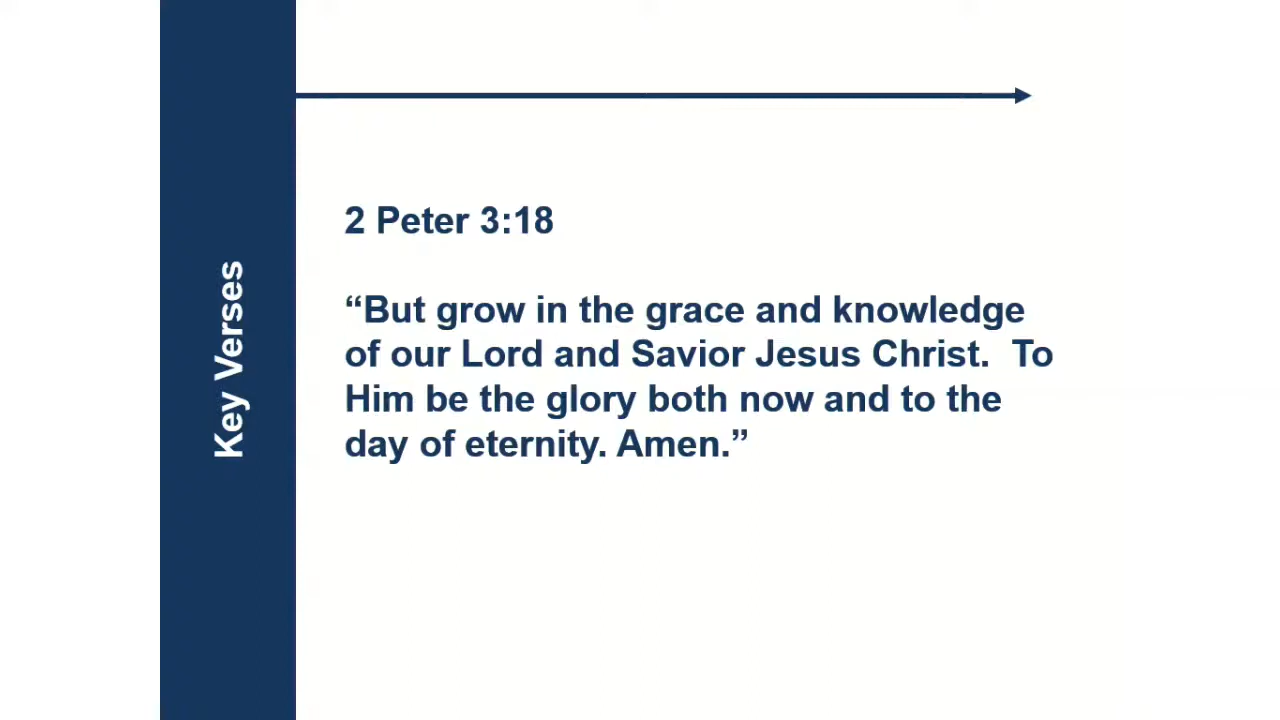 Key Verses
2 Peter 3:18
“But grow in the grace and knowledge
of our Lord and Savior Jesus Christ.  To
Him be the glory both now and to the
day of eternity. Amen.”